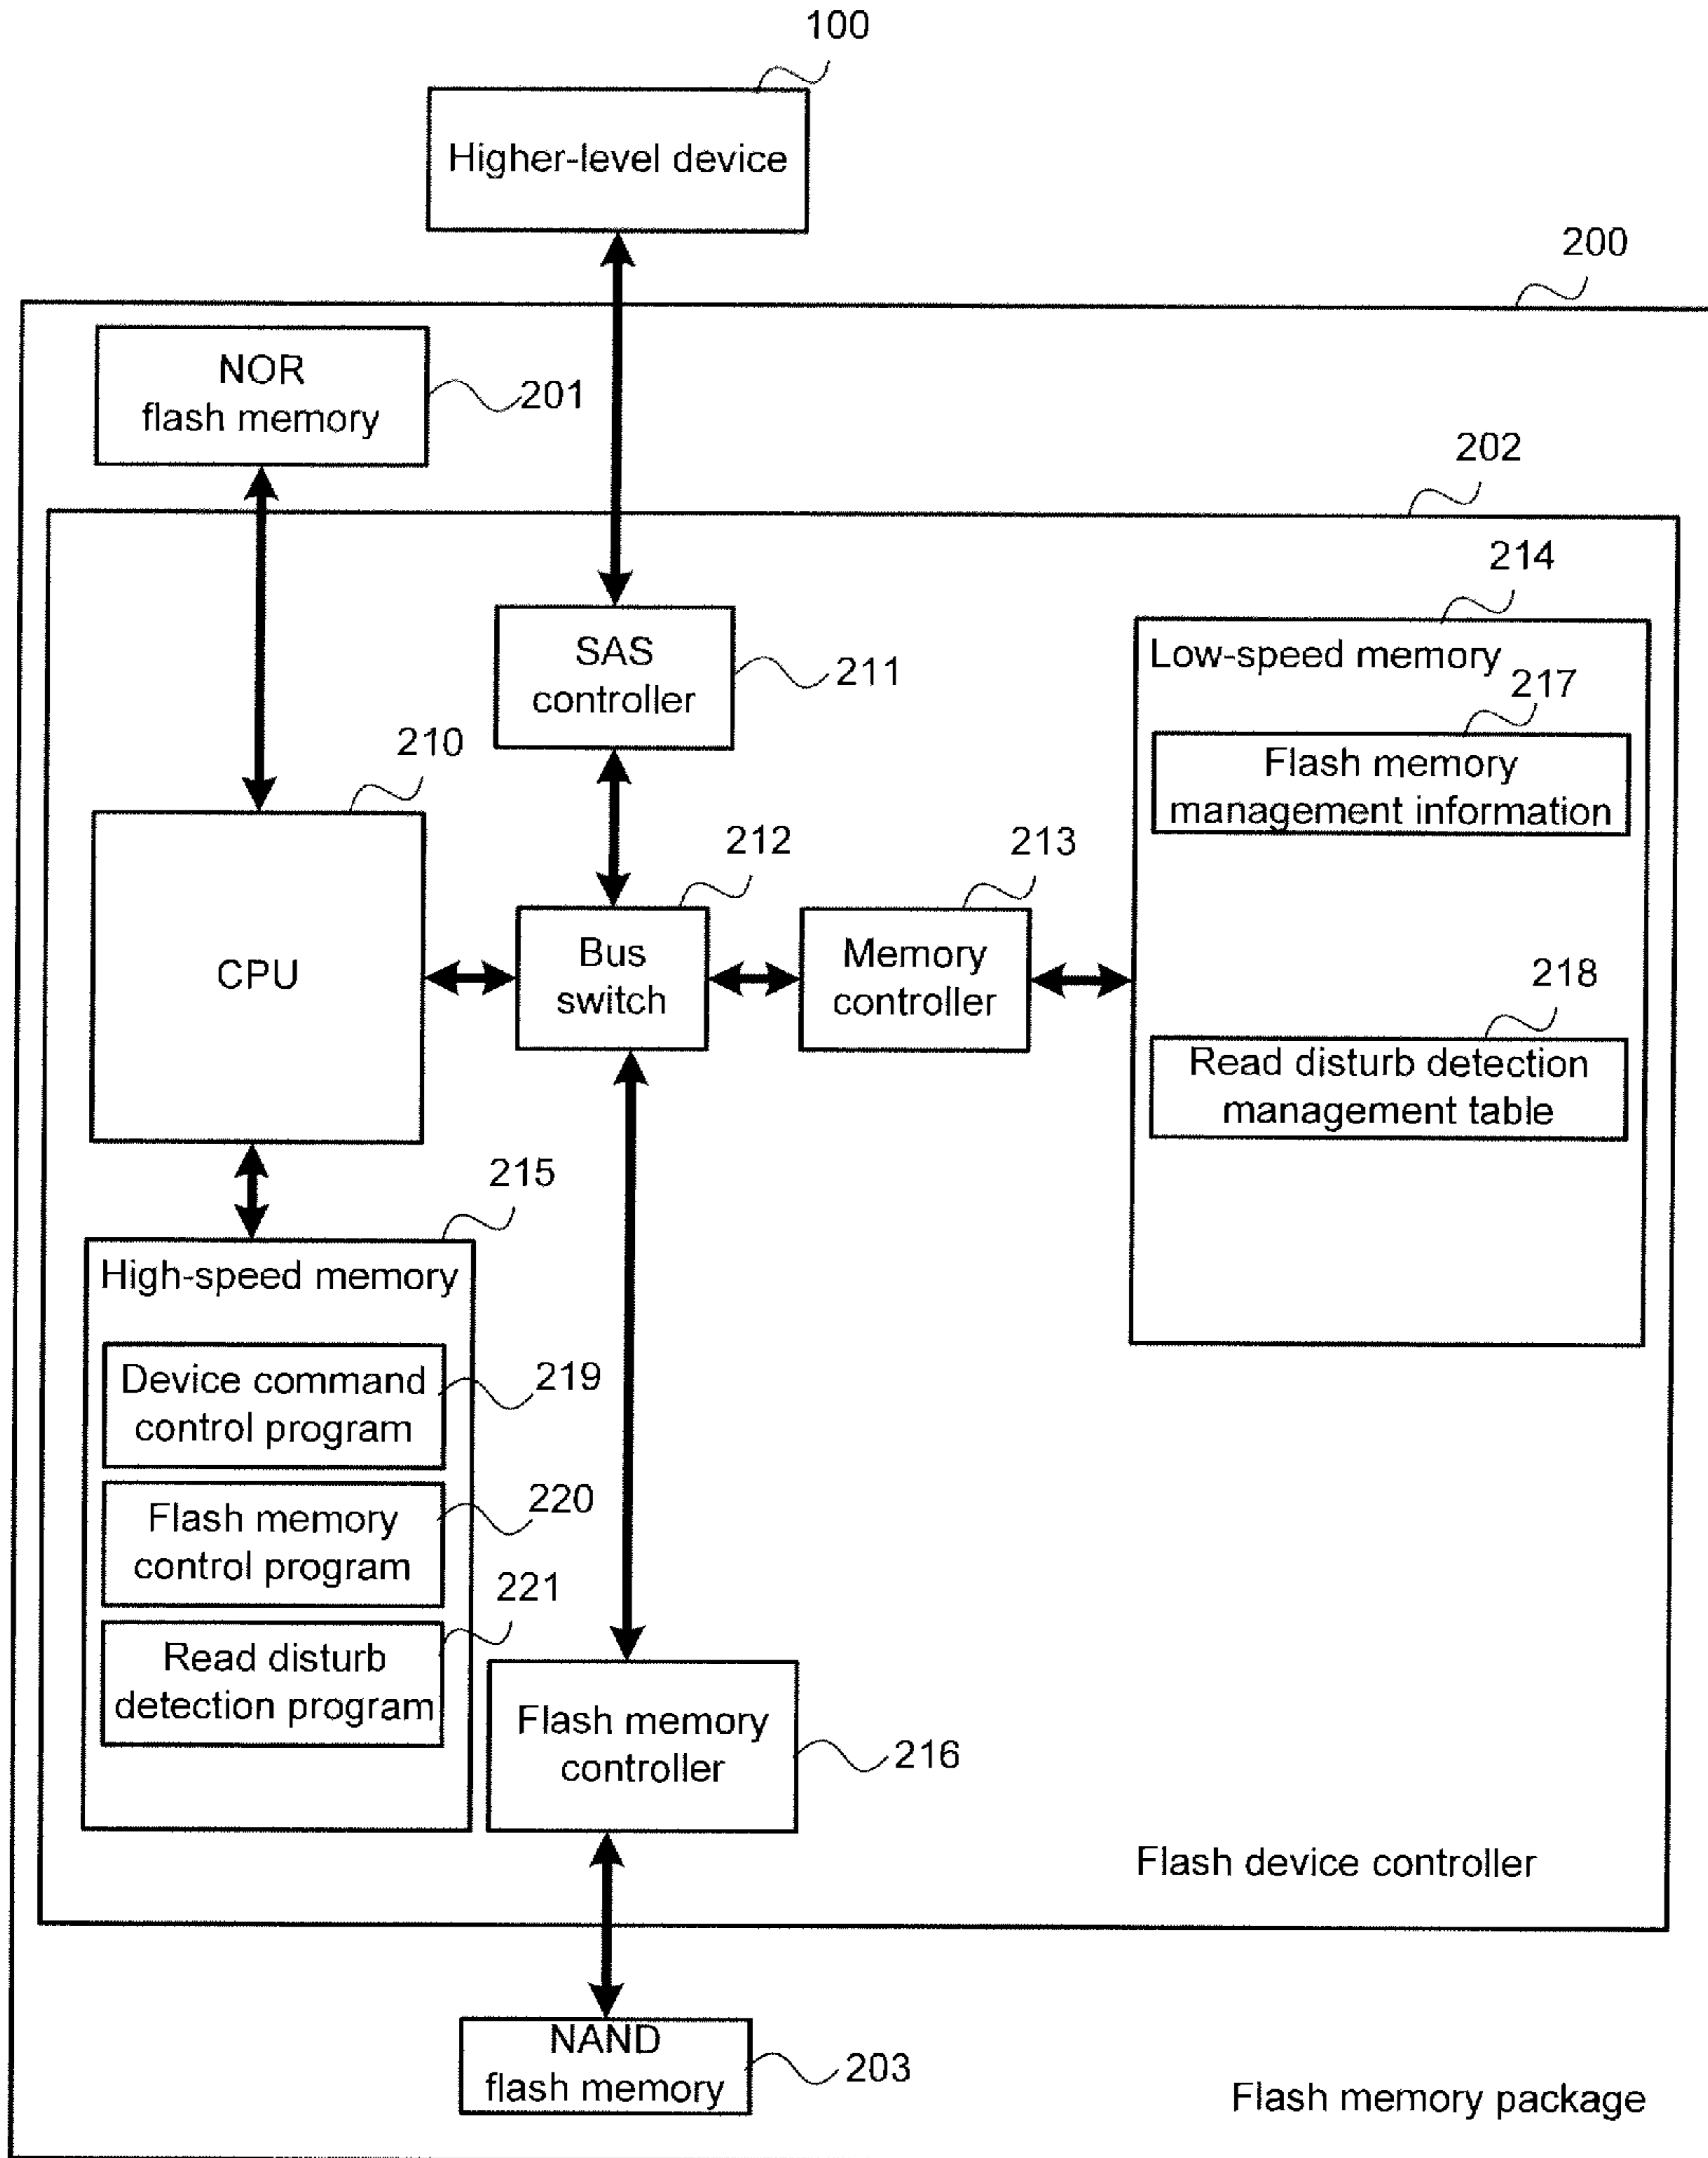 100
Higher-level device
200
NOR
flash memory
201
202
214
SAS
controller
211
Low-speed memory
217
Flash memory
management information
210
212
213
CPU
Bus
switch
Memory
controller
218
Read disturb detection
management table
215
High-speed memory
Device command
control program
219
Flash memory
control program
220
221
Read disturb
detection program
Flash memory
controller
216
Flash device controller
NAND
flash memory
203
Flash memory package